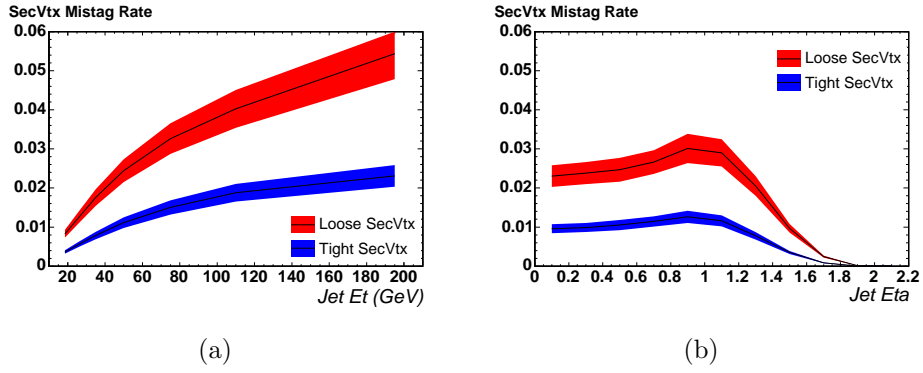 SecVtx Mistag Rate
0.06
0.05
0.04
0.03
0.02
0.01
0
20 40 60 80 100 120 140 160 180 200
Jet Et (GeV)
Loose SecVtx
Tight SecVtx
(a)
SecVtx Mistag Rate
0.06
0.05
0.04
0.03
0.02
0.01
0
0 0.2 0.4 0.6 0.8 1 1.2 1.4 1.6 1.8 2 2.2
Jet Eta
Loose SecVtx
Tight SecVtx
(b)